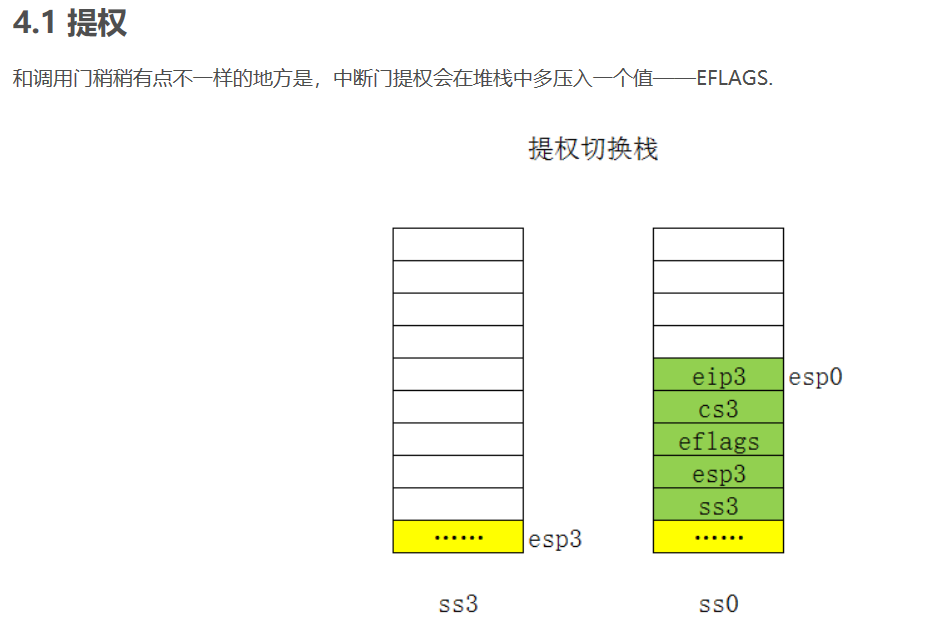 4.1 提权
和调用门稍稍有点不一样的地方是，中断门提权会在堆栈中多压入一个值——EFLAGS.
提权切换栈
eip3 esp0
cs3
eflags
esp3
ss3
…… esp3 ……
ss3 ss0